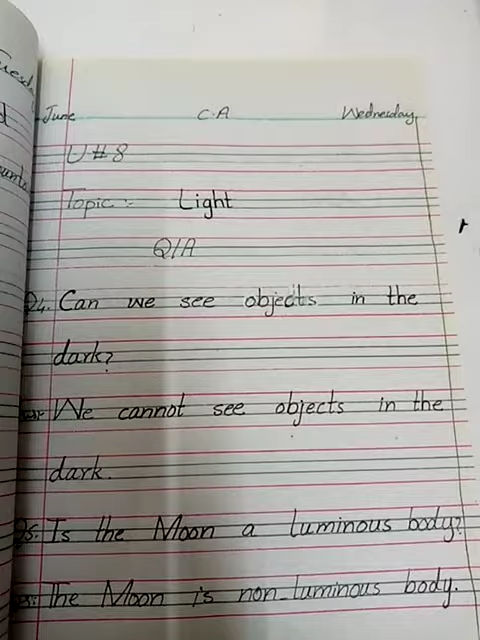 June C.A Wednesday
U#8
Topic:- Light
Q/A
Q4. Can we see objects in the
dark?
We cannot see objects in the
dark.
Q5. Is the Moon a luminous body?
The Moon is non-luminous body.